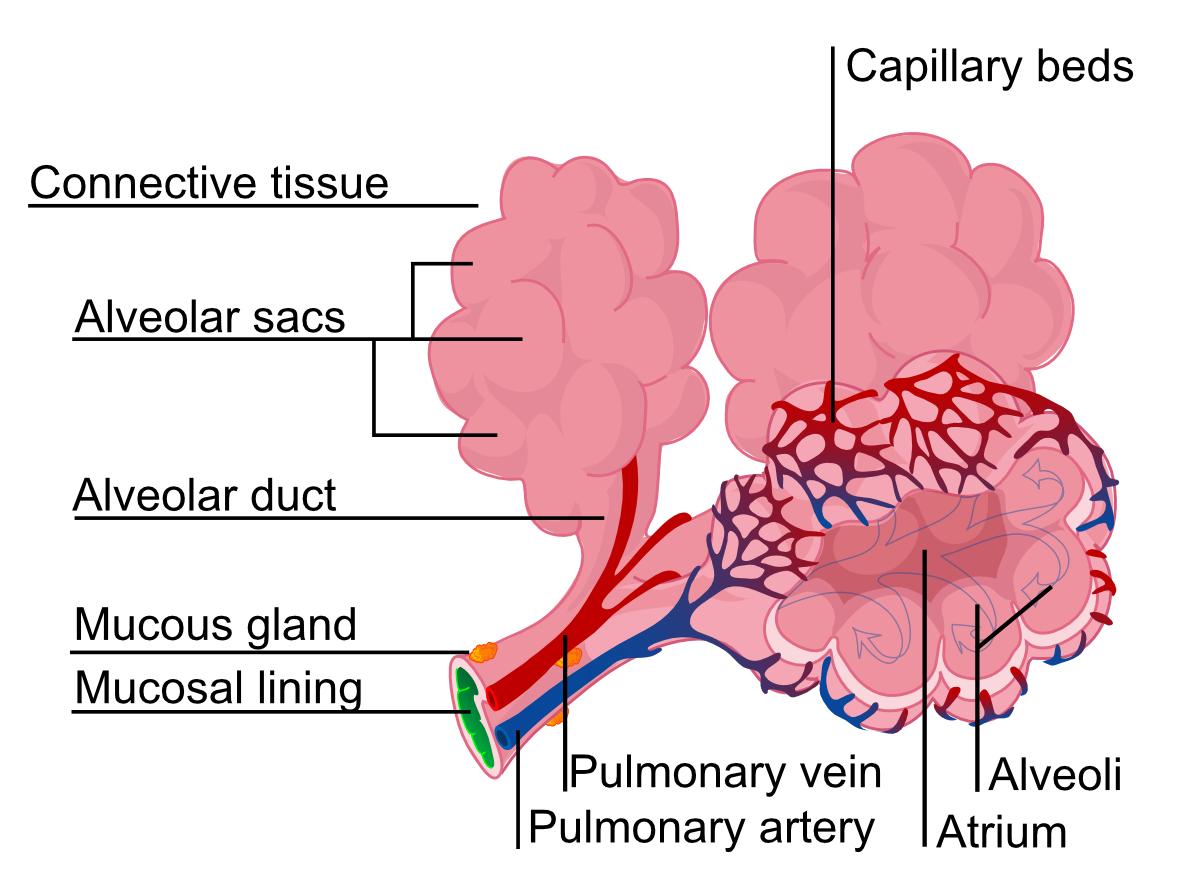 Capillary beds
Connective tissue
Alveolar sacs
Alveolar duct
Mucous gland
Mucosal lining
Pulmonary vein
Alveoli
Pulmonary artery
Atrium